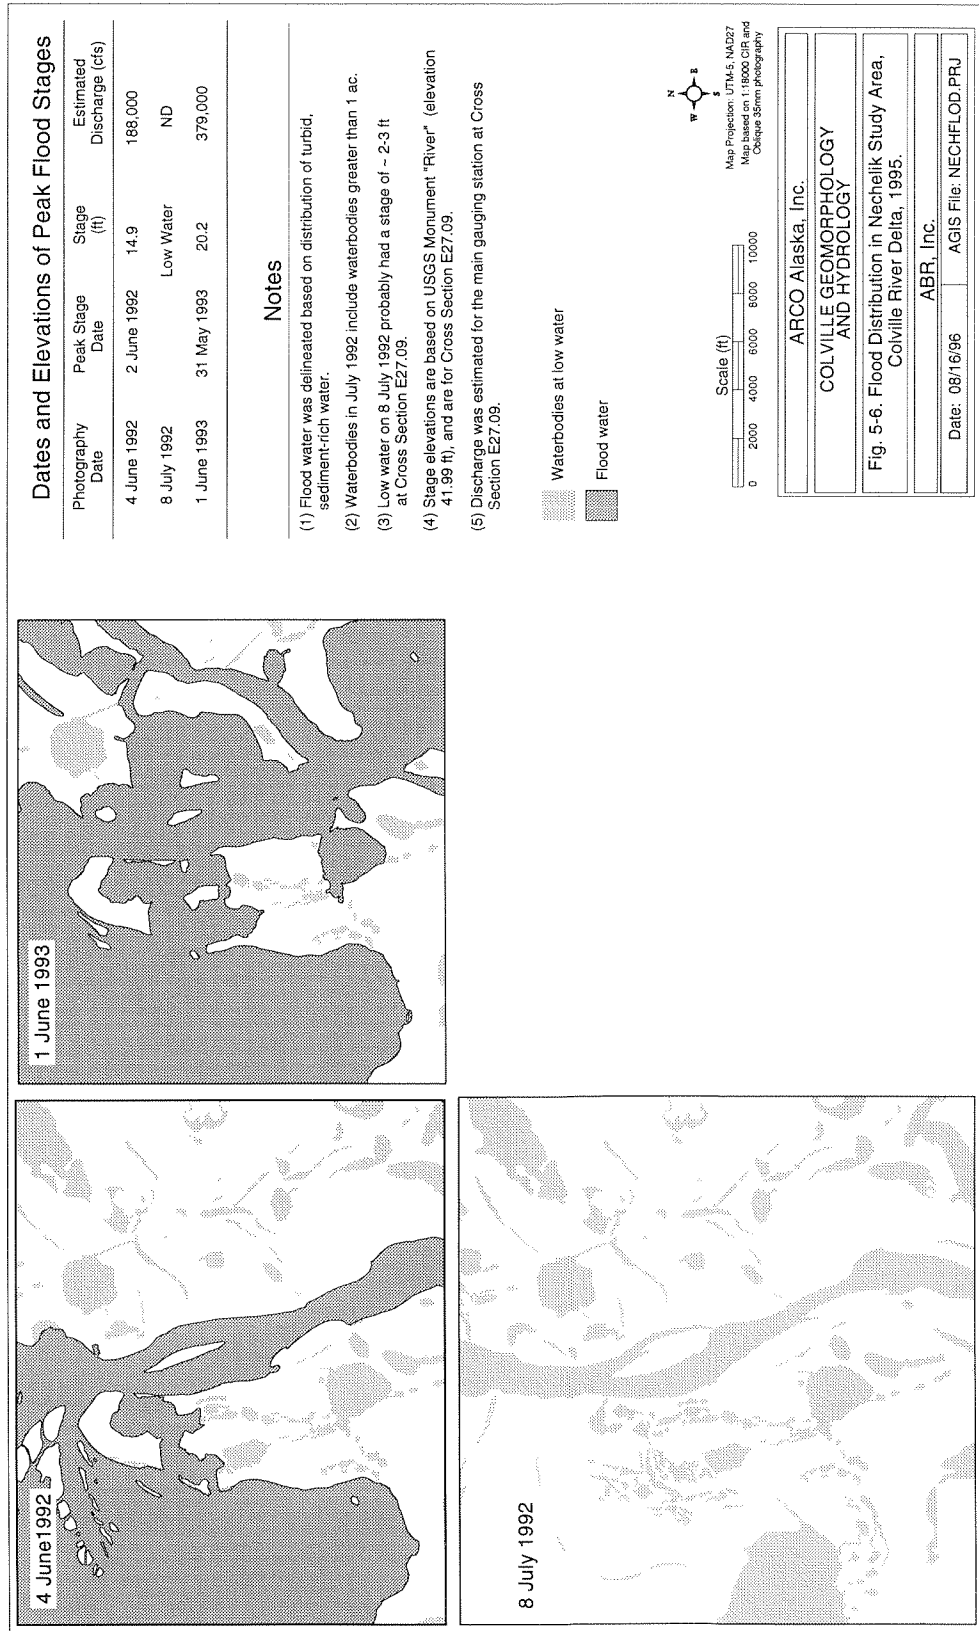 4 June1992
1 June 1993
8 July 1992
Dates and Elevations of Peak Flood Stages
Photography Date Peak Stage Date Stage (ft) Estimated Discharge (cfs)
4 June 1992 2 June 1992 14.9 188,000
8 July 1992 Low Water ND
1 June 1993 31 May 1993 20.2 379,000
Notes
(1) Flood water was delineated based on distribution of turbid,
sediment-rich water.
(2) Waterbodies in July 1992 include waterbodies greater than 1 ac.
(3) Low water on 8 July 1992 probably had a stage of ~ 2-3 ft
at Cross Section E27.09.
(4) Stage elevations are based on USGS Monument "River" (elevation
41.99 ft), and are for Cross Section E27.09.
(5) Discharge was estimated for the main gauging station at Cross
Section E27.09.
Waterbodies at low water
Flood water
Scale (ft)
0 2000 4000 6000 8000 10000
N
W E
S
Map Projection: UTM-5, NAD27
Map based on 1:18000 CIR and
Oblique 35mm photography
ARCO Alaska, Inc.
COLVILLE GEOMORPHOLOGY
AND HYDROLOGY
Fig. 5-6. Flood Distribution in Nechelik Study Area,
Colville River Delta, 1995.
ABR, Inc.
Date: 08/16/96 AGIS File: NECHFLOD.PRJ